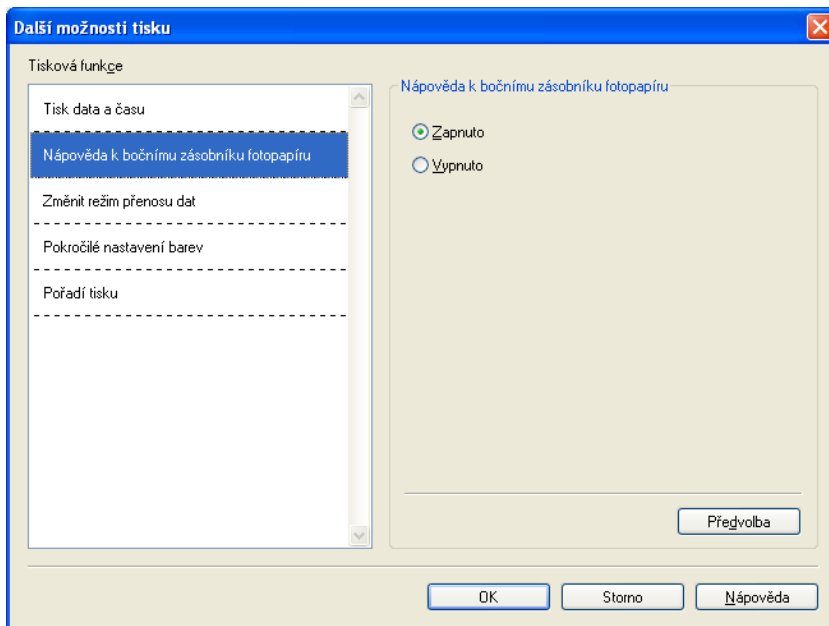 Další možnosti tisku
Tisková funkce
Tisk data a času
Nápověda k bočnímu zásobníku fotopapíru
Změnit režim přenosu dat
Pokročilé nastavení barev
Pořadí tisku
Nápověda k bočnímu zásobníku fotopapíru
Zapnuto
Vypnuto
Předvolba
OK
Storno
Nápověda